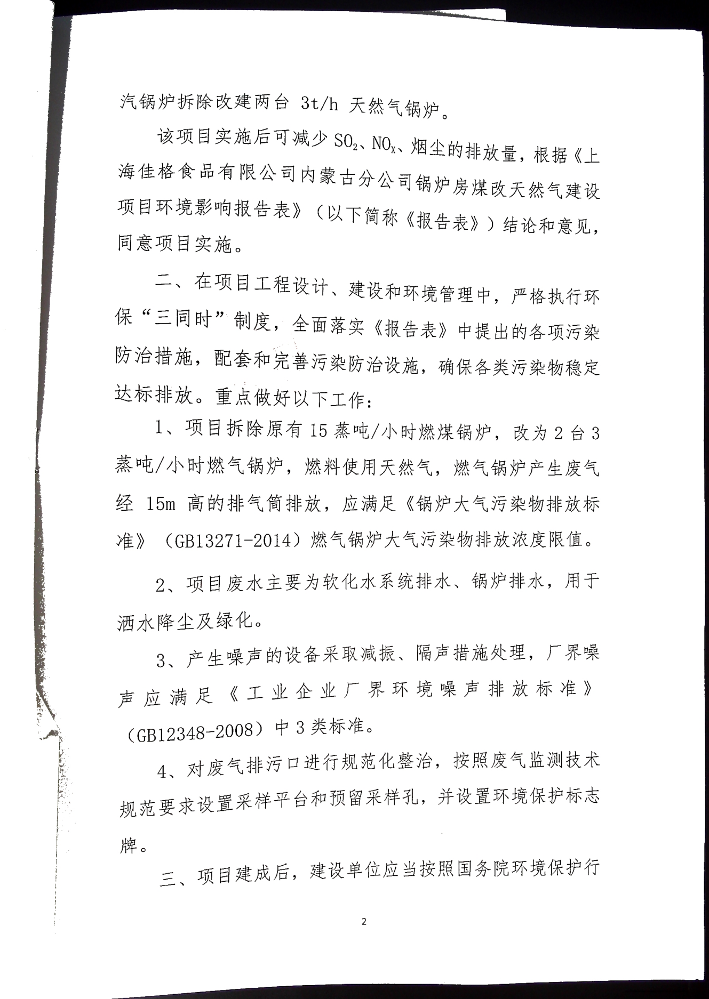 汽锅炉拆除改建两台 3t/h 天然气锅炉。
该项目实施后可减少 SO₂、NOₓ、烟尘的排放量，根据《上
海佳格食品有限公司内蒙古分公司锅炉房煤改天然气建设
项目环境影响报告表》（以下简称《报告表》）结论和意见，
同意项目实施。
二、在项目工程设计、建设和环境管理中，严格执行环
保“三同时”制度，全面落实《报告表》中提出的各项污染
防治措施，配套和完善污染防治设施，确保各类污染物稳定
达标排放。重点做好以下工作：
1、项目拆除原有 15 蒸吨/小时燃煤锅炉，改为 2 台 3
蒸吨/小时燃气锅炉，燃料使用天然气，燃气锅炉产生废气
经 15m 高的排气筒排放，应满足《锅炉大气污染物排放标
准》（GB13271-2014）燃气锅炉大气污染物排放浓度限值。
2、项目废水主要为软化水系统排水、锅炉排水，用于
洒水降尘及绿化。
3、产生噪声的设备采取减振、隔声措施处理，厂界噪
声应满足《工业企业厂界环境噪声排放标准》
（GB12348-2008）中 3 类标准。
4、对废气排污口进行规范化整治，按照废气监测技术
规范要求设置采样平台和预留采样孔，并设置环境保护标志
牌。
三、项目建成后，建设单位应当按照国务院环境保护行
2